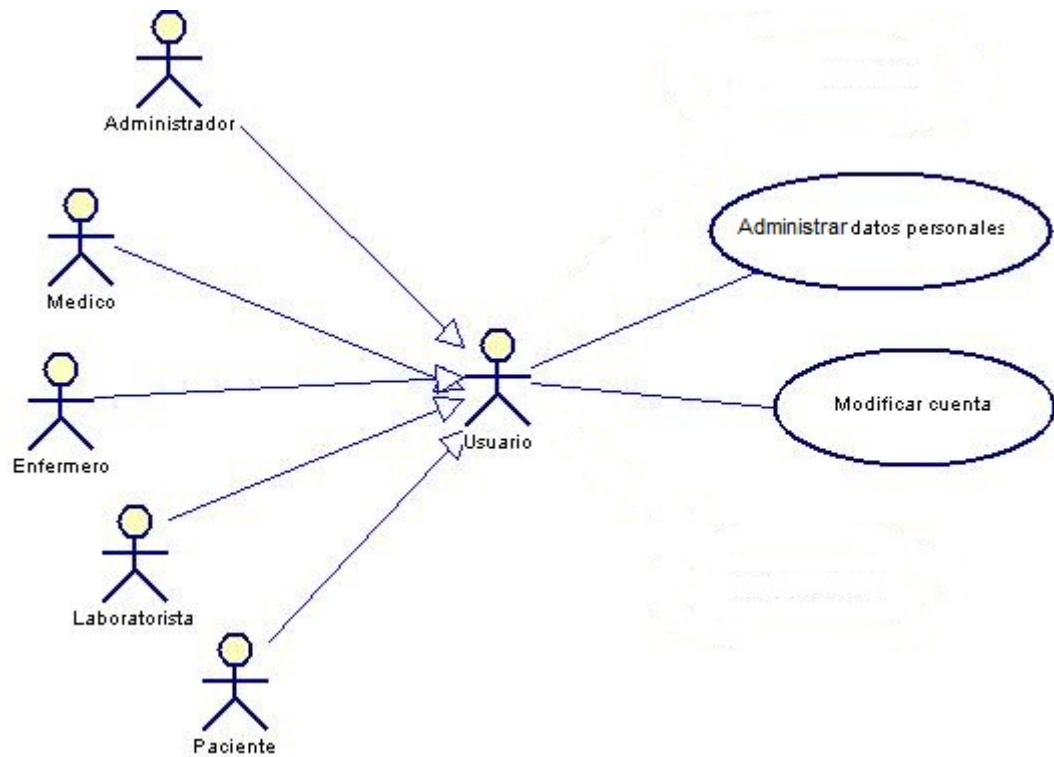 Administrador
Administrar datos personales
Medico
Modificar cuenta
Usuario
Enfermero
Laboratorista
Paciente